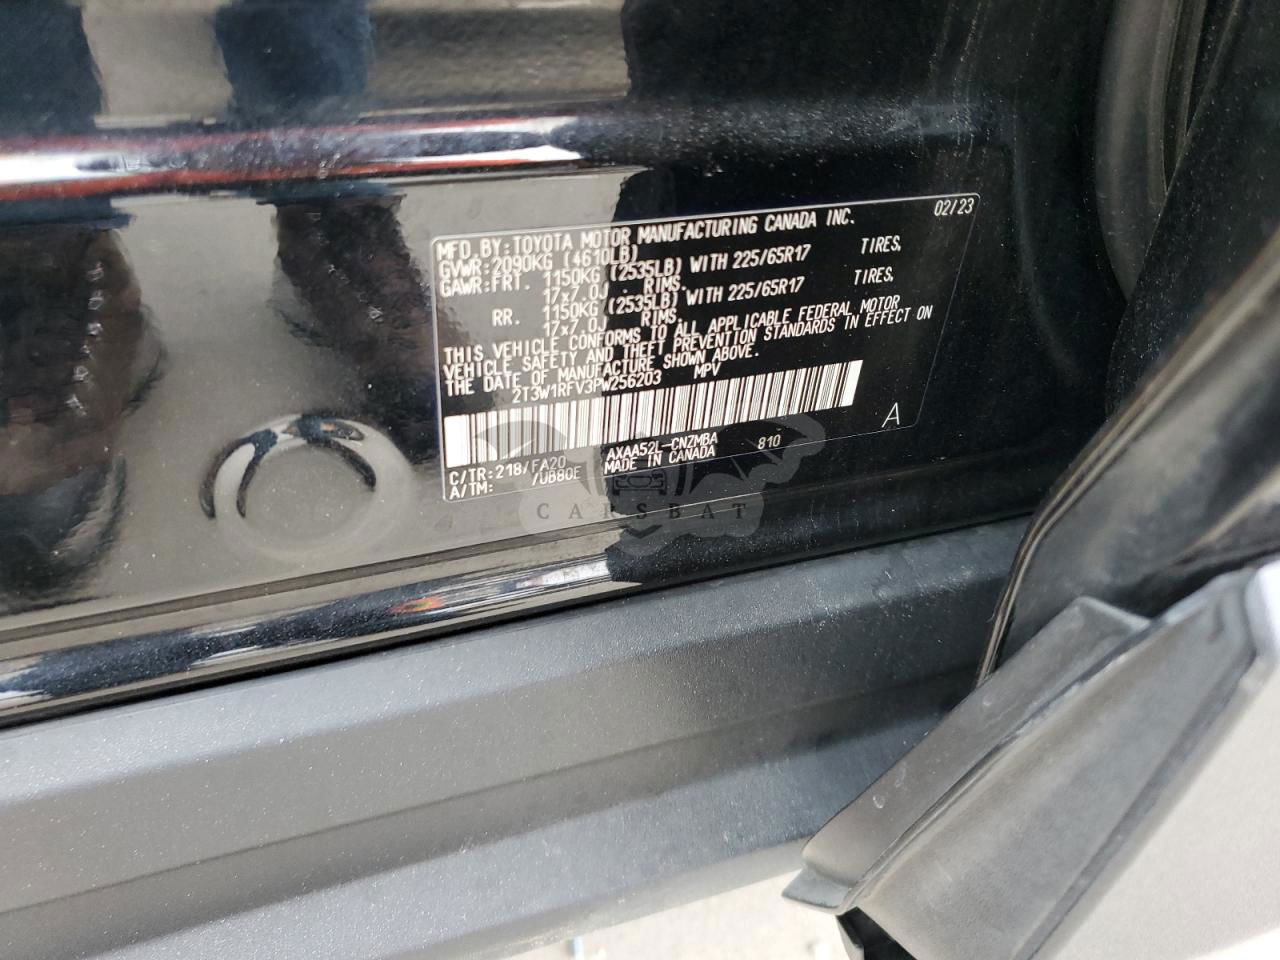 MFD.BY:TOYOTA MOTOR MANUFACTURING CANADA INC. 02/23
GVWR:2090KG (4610LB)
GAWR:FRT. 1150KG (2535LB) WITH 225/65R17 TIRES,
17x7.0J RIMS.
RR. 1150KG (2535LB) WITH 225/65R17 TIRES,
17x7.0J RIMS.
THIS VEHICLE CONFORMS TO ALL APPLICABLE FEDERAL MOTOR
VEHICLE SAFETY AND THEFT PREVENTION STANDARDS IN EFFECT ON
THE DATE OF MANUFACTURE SHOWN ABOVE.
2T3W1RFV3PW256203 MPV
A
C/TR:218/FA20 AXAA52L-CNZMBA 810
A/TM: /UB80E MADE IN CANADA
CARSBAT